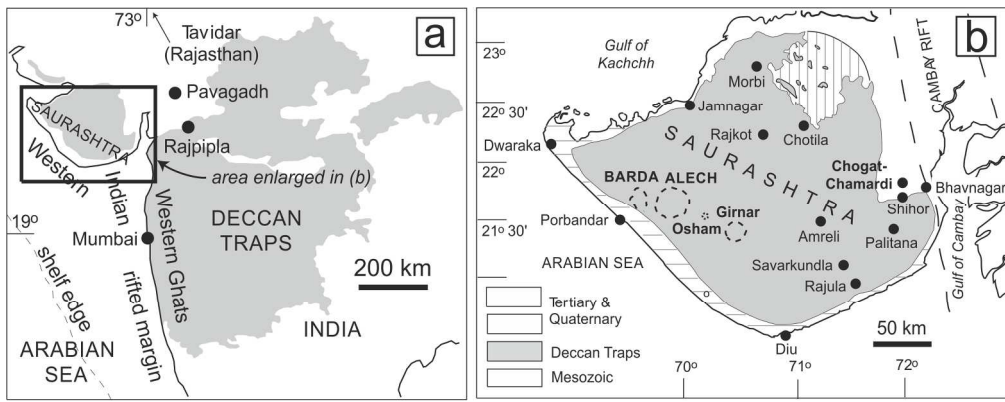 73°
a
Tavidar
(Rajasthan)
Pavagadh
SAURASHTRA
Rajpipla
area enlarged in (b)
Western Indian rifted margin
Western Ghats
DECCAN
TRAPS
19°
Mumbai
200 km
shelf edge
INDIA
ARABIAN
SEA
b
23°
Gulf of
Kachchh
CAMBAY RIFT
Morbi
22° 30'
Jamnagar
Rajkot
Chotila
Dwaraka
SAURASHTRA
22°
BARDA
ALECH
Chogat-
Chamardi
Bhavnagar
Shihor
Porbandar
Girnar
21° 30'
Osham
Amreli
Palitana
Gulf of Cambay
ARABIAN SEA
Savarkundla
Rajula
Tertiary &
Quaternary
Deccan Traps
Mesozoic
50 km
Diu
70°
71°
72°